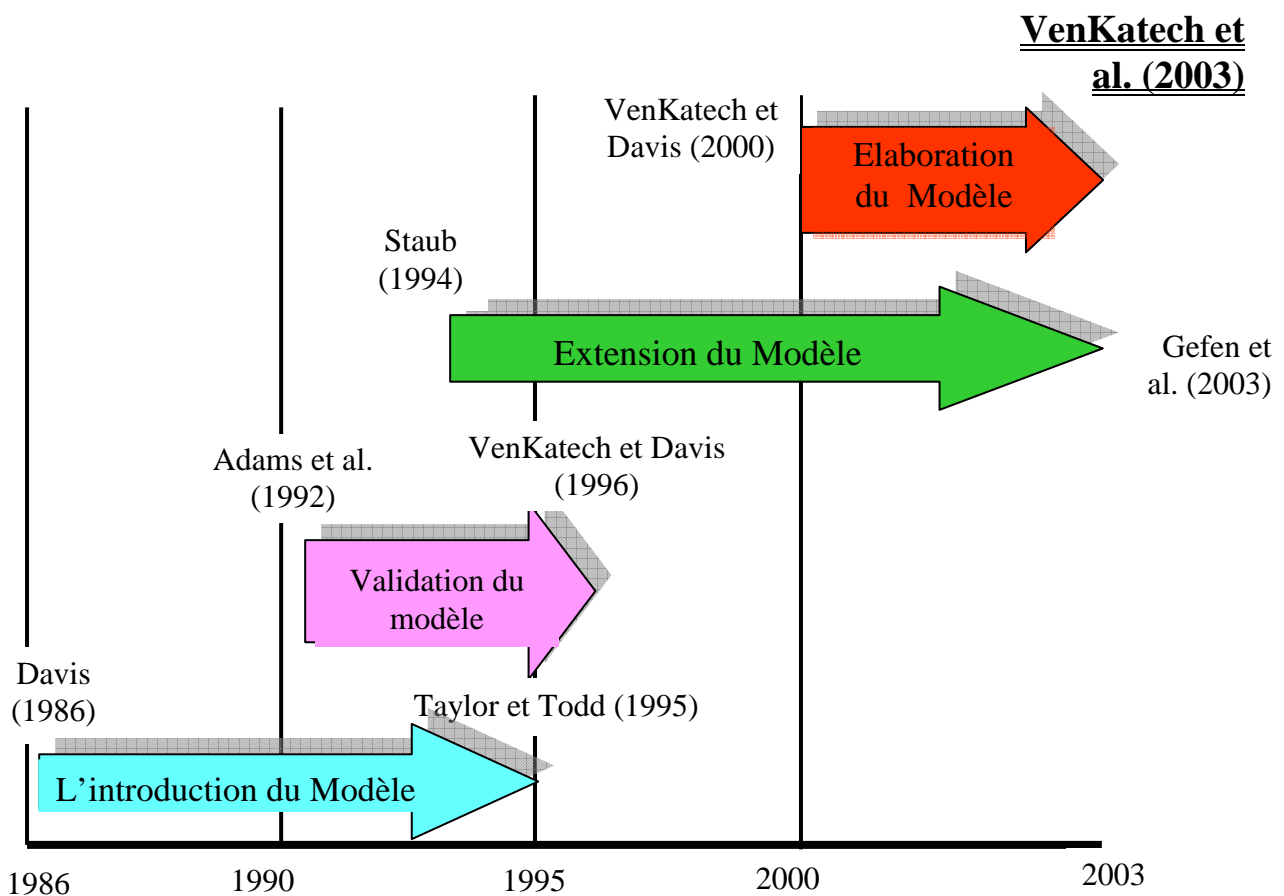 VenKatech et
al. (2003)
VenKatech et
Davis (2000)
Elaboration
du Modèle
Staub
(1994)
Extension du Modèle
Gefen et
al. (2003)
Adams et al.
(1992)
VenKatech et Davis
(1996)
Validation du
modèle
Davis
(1986)
Taylor et Todd (1995)
L’introduction du Modèle
1986
1990
1995
2000
2003